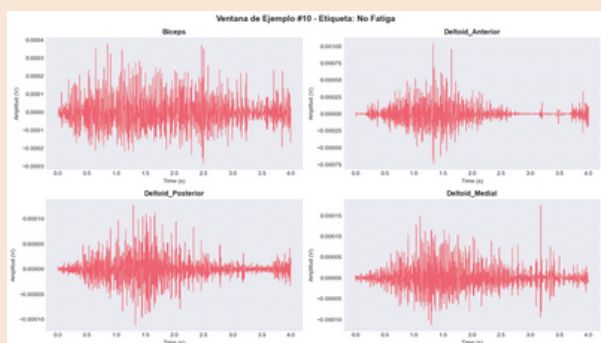 Ventana de Ejemplo #10 - Etiqueta: No Fatiga
Biceps
0.0004
0.0003
0.0002
0.0001
0.0000
−0.0001
−0.0002
−0.0003
Amplitud (V)
0.0 0.5 1.0 1.5 2.0 2.5 3.0 3.5 4.0
Time (s)
Deltoid_Anterior
0.00100
0.00075
0.00050
0.00025
0.00000
−0.00025
−0.00050
−0.00075
Amplitud (V)
0.0 0.5 1.0 1.5 2.0 2.5 3.0 3.5 4.0
Time (s)
Deltoid_Posterior
0.00010
0.00005
0.00000
−0.00005
−0.00010
Amplitud (V)
0.0 0.5 1.0 1.5 2.0 2.5 3.0 3.5 4.0
Time (s)
Deltoid_Medial
0.00015
0.00010
0.00005
0.00000
−0.00005
−0.00010
Amplitud (V)
0.0 0.5 1.0 1.5 2.0 2.5 3.0 3.5 4.0
Time (s)